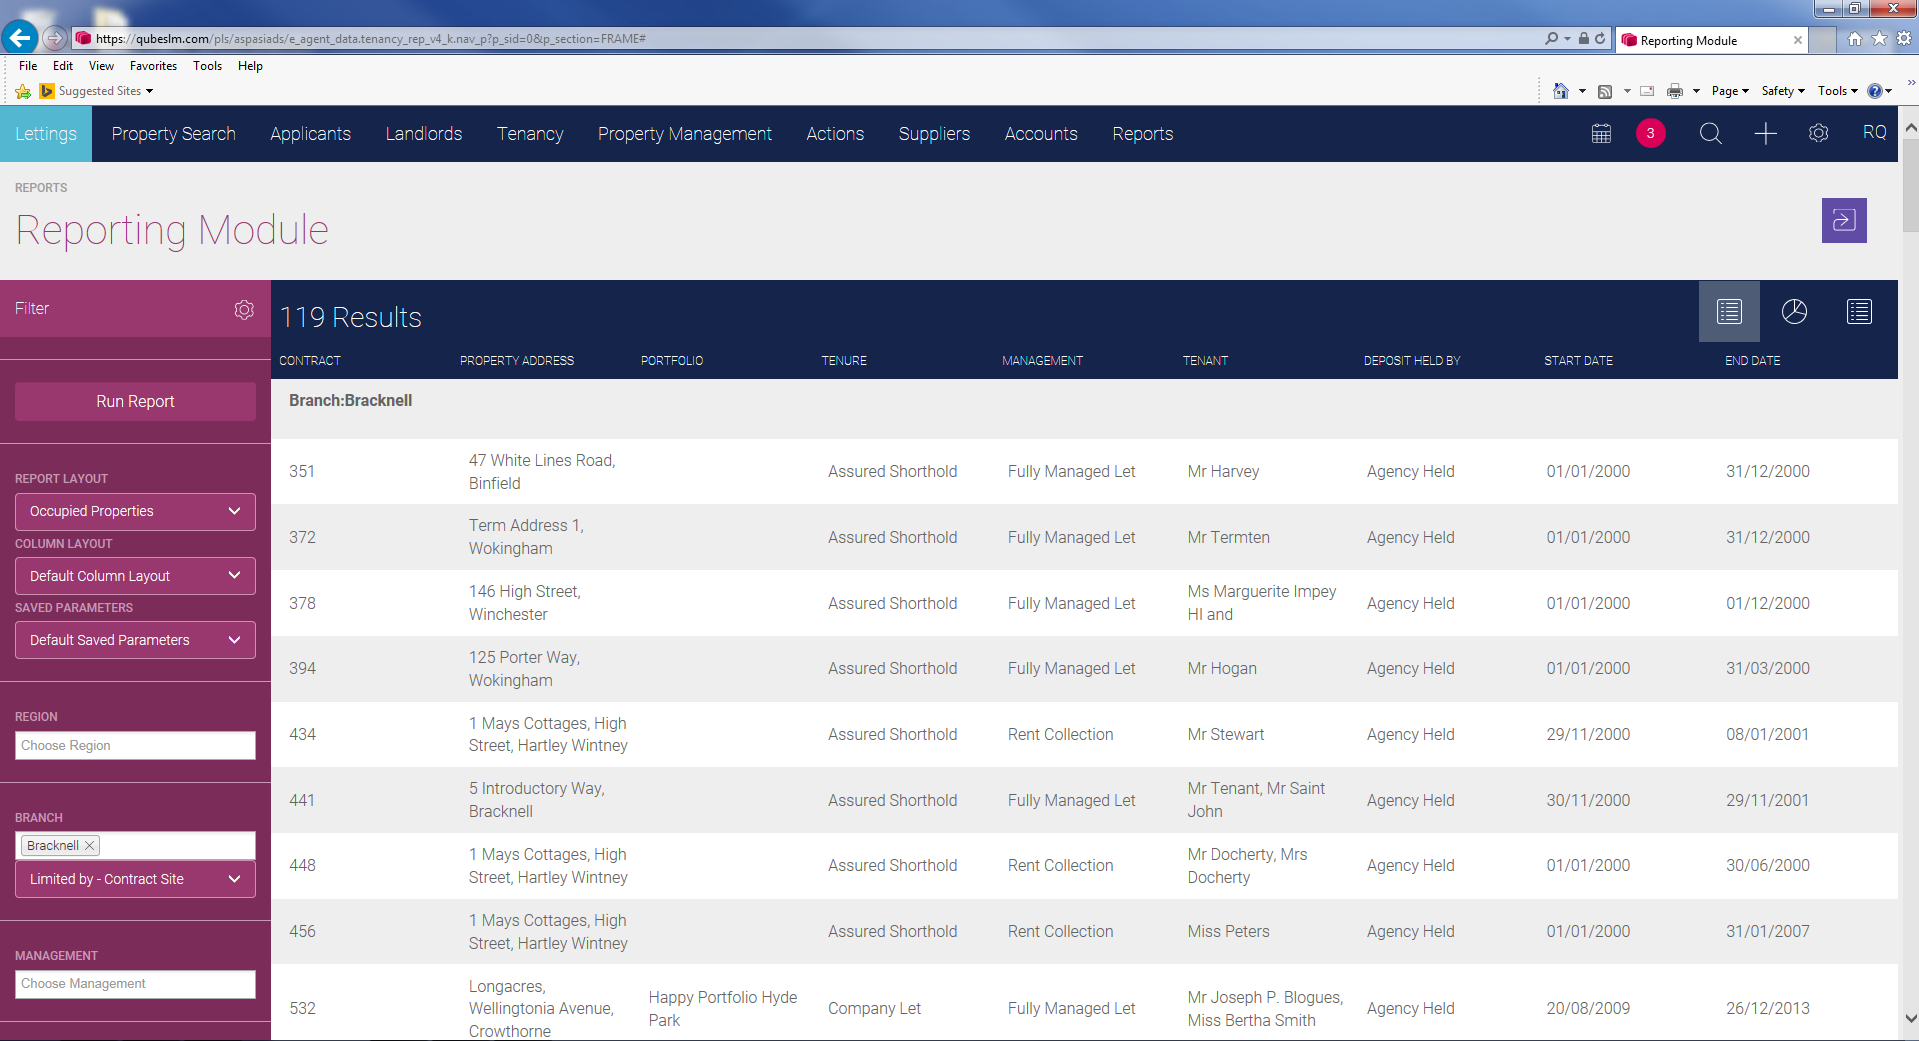 https://qubeslm.com/pls/aspasiads/e_agent_data.tenancy_rep_v4_k.nav_p?p_sid=0&p_section=FRAME#
Reporting Module
File Edit View Favorites Tools Help
Suggested Sites
Page Safety Tools
Lettings Property Search Applicants Landlords Tenancy Property Management Actions Suppliers Accounts Reports 3 RQ
REPORTS
Reporting Module
Filter
Run Report
REPORT LAYOUT
Occupied Properties
COLUMN LAYOUT
Default Column Layout
SAVED PARAMETERS
Default Saved Parameters
REGION
Choose Region
BRANCH
Bracknell
Limited by - Contract Site
MANAGEMENT
Choose Management
119 Results
CONTRACT PROPERTY ADDRESS PORTFOLIO TENURE MANAGEMENT TENANT DEPOSIT HELD BY START DATE END DATE
Branch:Bracknell
351 47 White Lines Road, Assured Shorthold Fully Managed Let Mr Harvey Agency Held 01/01/2000 31/12/2000
Binfield
372 Term Address 1, Assured Shorthold Fully Managed Let Mr Termten Agency Held 01/01/2000 31/12/2000
Wokingham
378 146 High Street, Assured Shorthold Fully Managed Let Ms Marguerite Impey Agency Held 01/01/2000 01/12/2000
Winchester HI and
394 125 Porter Way, Assured Shorthold Fully Managed Let Mr Hogan Agency Held 01/01/2000 31/03/2000
Wokingham
434 1 Mays Cottages, High Assured Shorthold Rent Collection Mr Stewart Agency Held 29/11/2000 08/01/2001
Street, Hartley Wintney
441 5 Introductory Way, Assured Shorthold Fully Managed Let Mr Tenant, Mr Saint Agency Held 30/11/2000 29/11/2001
Bracknell John
448 1 Mays Cottages, High Assured Shorthold Rent Collection Mr Docherty, Mrs Agency Held 01/01/2000 30/06/2000
Street, Hartley Wintney Docherty
456 1 Mays Cottages, High Assured Shorthold Rent Collection Miss Peters Agency Held 01/01/2000 31/01/2007
Street, Hartley Wintney
532 Longacres, Happy Portfolio Hyde Company Let Fully Managed Let Mr Joseph P. Blogues, Agency Held 20/08/2009 26/12/2013
Wellingtonia Avenue, Park Miss Bertha Smith
Crowthorne